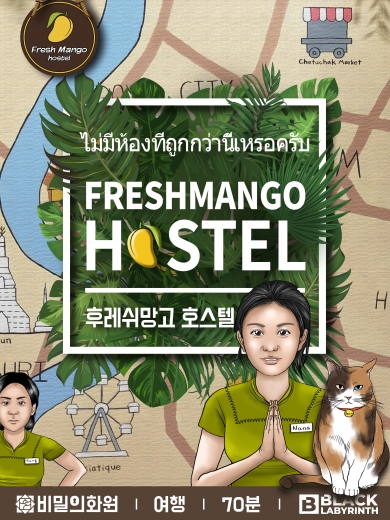 Fresh Mango
hostel
Chatuchak Market
CITY
ไม่มีห้องที่ถูกกว่านี้เหรอครับ
FRESHMANGO
HOSTEL
후레쉬망고 호스텔
Nana
비밀의화원 | 여행 | 70분 | B BLACK LABYRINTH